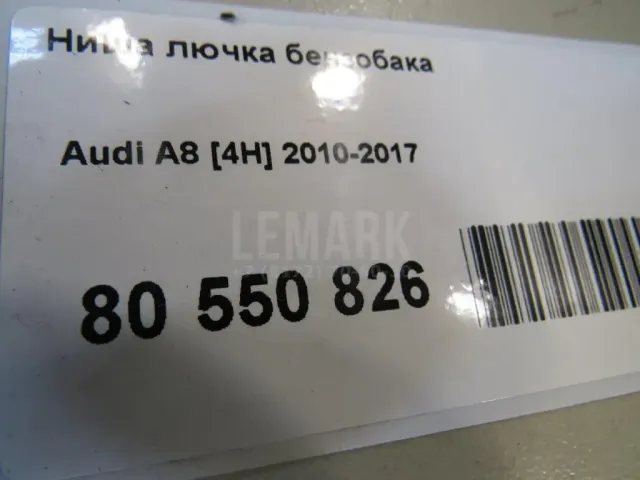 Ниша лючка бензобака
Audi A8 [4H] 2010-2017
LEMARK
80 550 826